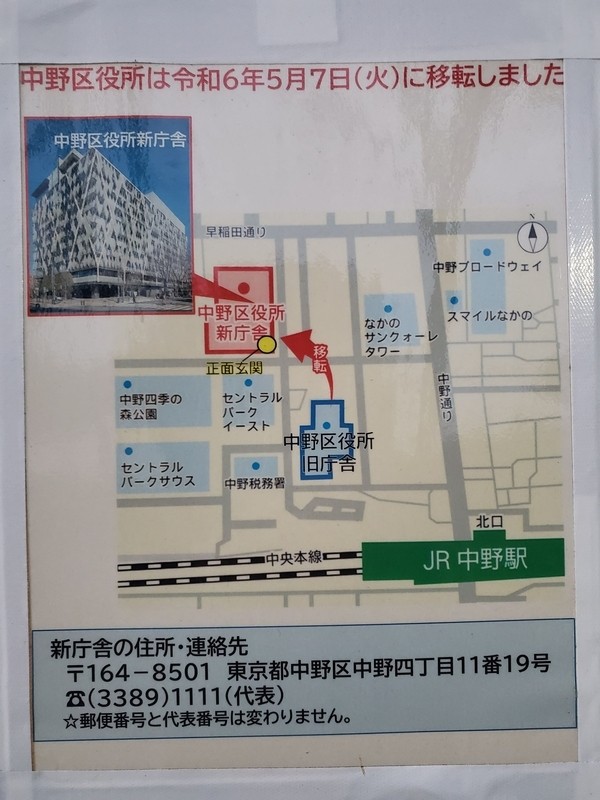 中野区役所は令和6年5月7日(火)に移転しました
中野区役所新庁舎
早稲田通り
N
中野ブロードウェイ
スマイルなかの
中野区役所
新庁舎
なかの
サンクォーレ
タワー
移転
正面玄関
中野通り
中野四季の
森公園
セントラル
パーク
イースト
中野区役所
旧庁舎
セントラル
パークサウス
中野税務署
北口
中央本線
JR 中野駅
新庁舎の住所・連絡先
〒164-8501 東京都中野区中野四丁目11番19号
☎(3389)1111(代表)
☆郵便番号と代表番号は変わりません。